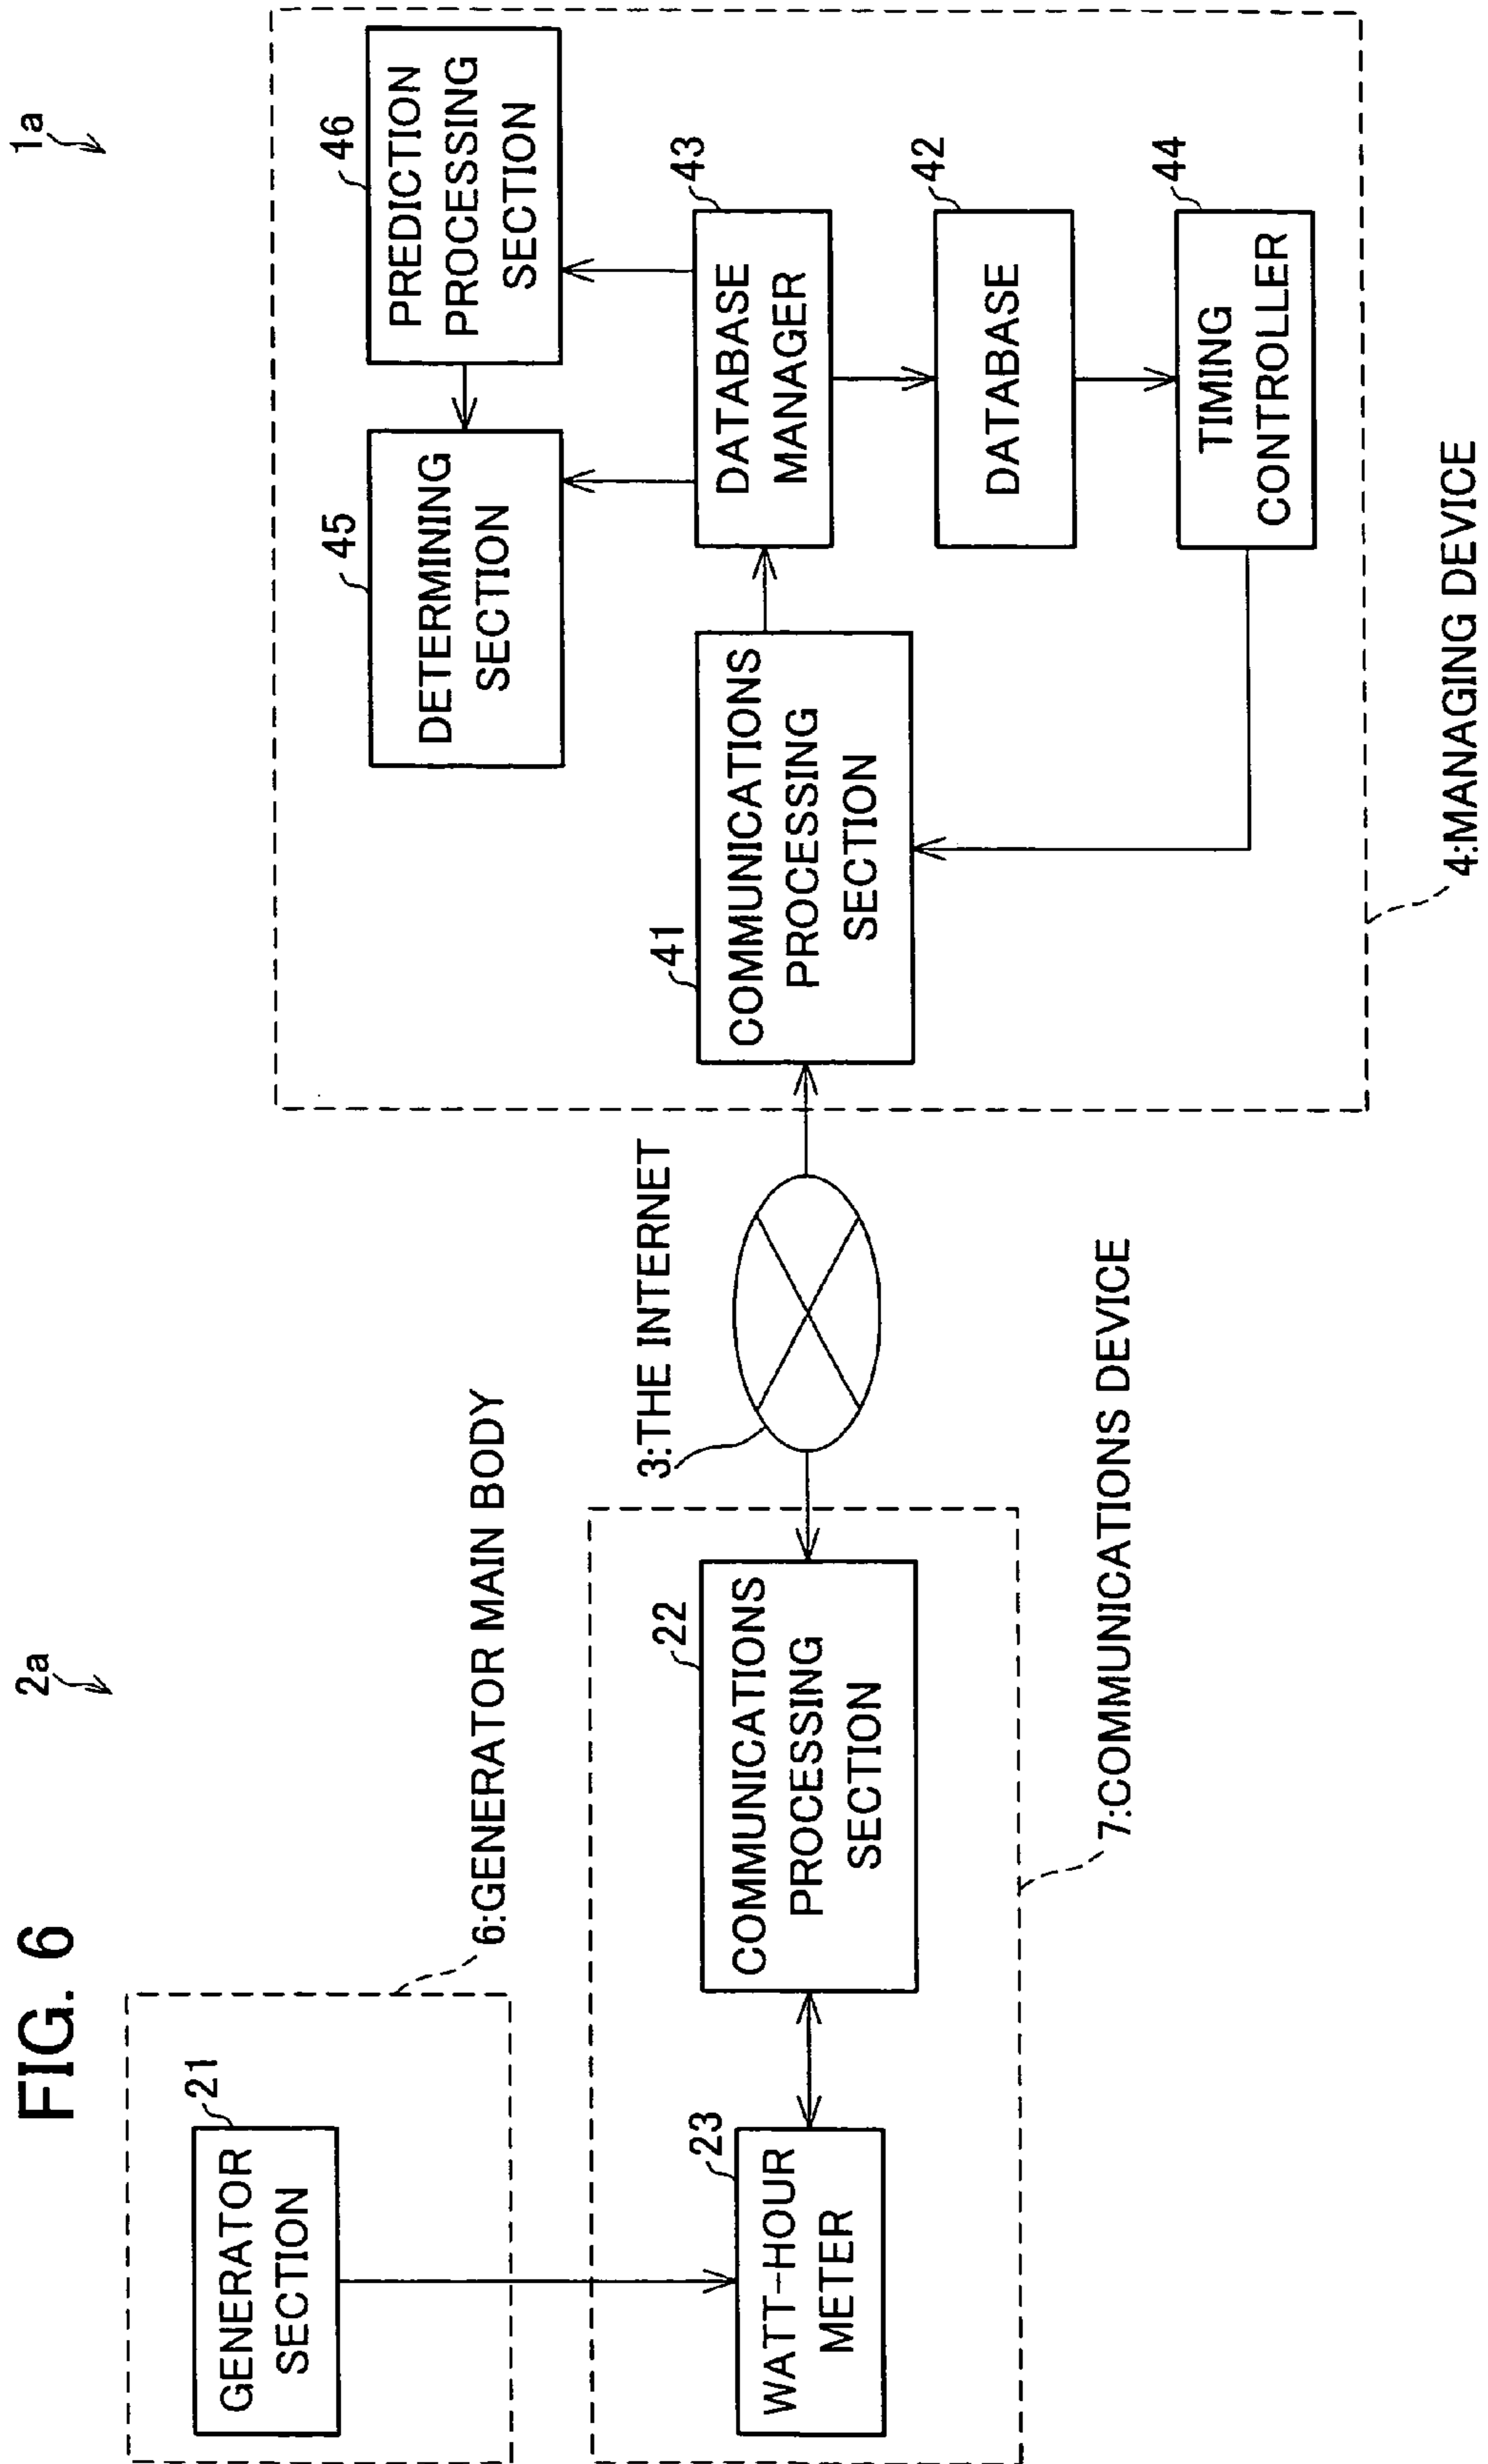 FIG. 6
2a
1a
6:GENERATOR MAIN BODY
21
GENERATOR
SECTION
23
WATT-HOUR
METER
22
COMMUNICATIONS
PROCESSING
SECTION
7:COMMUNICATIONS DEVICE
3:THE INTERNET
45
DETERMINING
SECTION
46
PREDICTION
PROCESSING
SECTION
41
COMMUNICATIONS
PROCESSING
SECTION
43
DATABASE
MANAGER
42
DATABASE
44
TIMING
CONTROLLER
4:MANAGING DEVICE